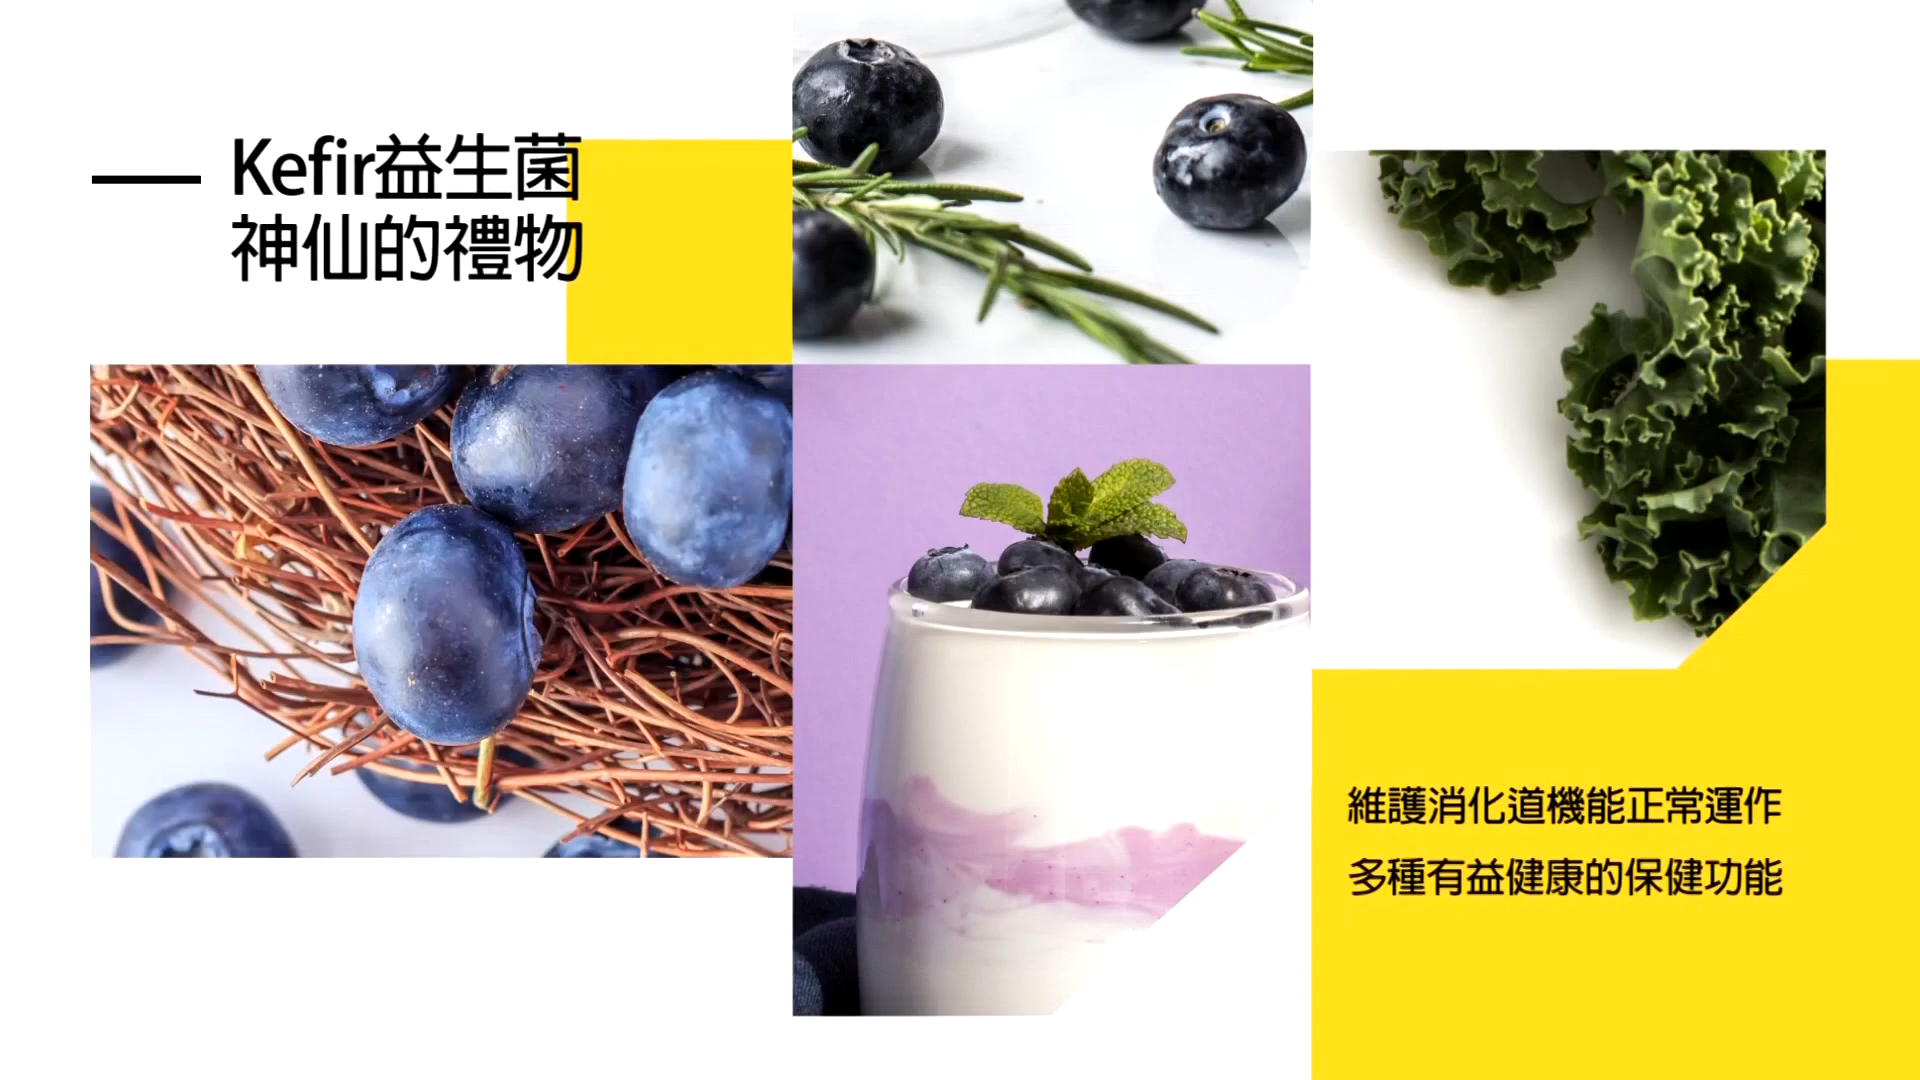 Kefir益生菌
神仙的禮物
維護消化道機能正常運作
多種有益健康的保健功能